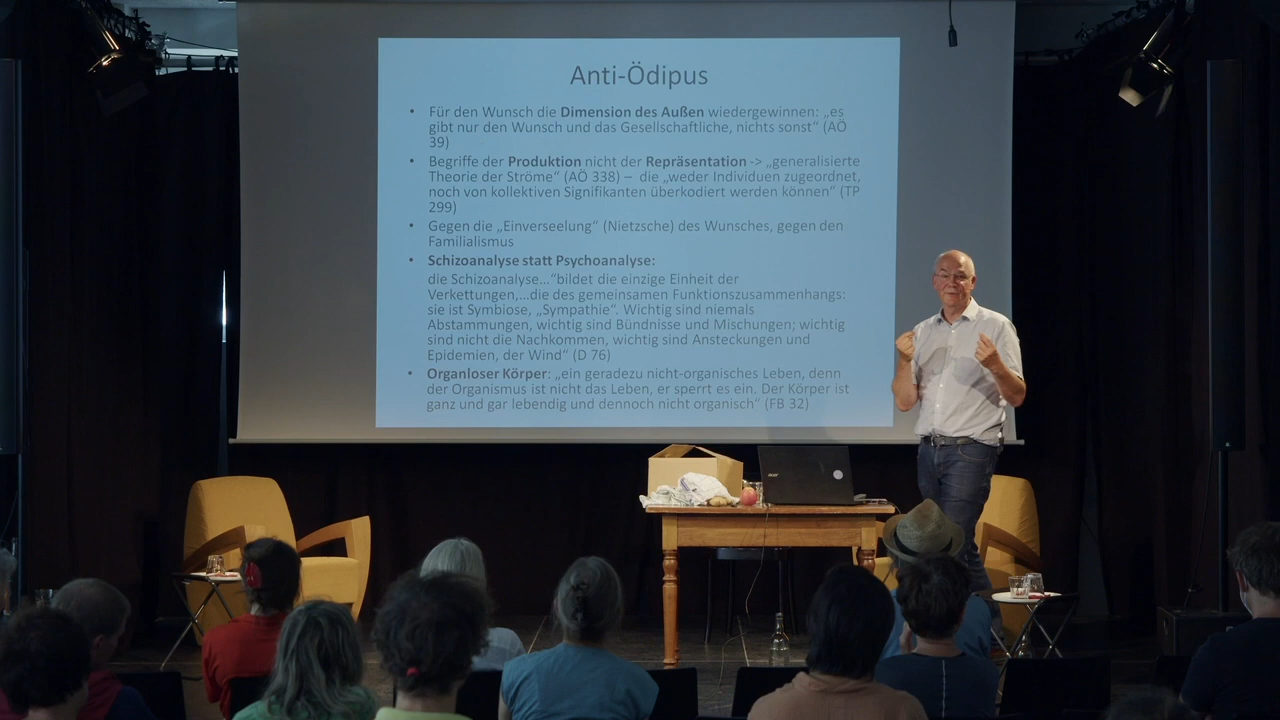 Anti-Ödipus
• Für den Wunsch die Dimension des Außen wiedergewinnen: „es
gibt nur den Wunsch und das Gesellschaftliche, nichts sonst“ (AÖ
39)
• Begriffe der Produktion nicht der Repräsentation -> „generalisierte
Theorie der Ströme“ (AÖ 338) – die „weder Individuen zugeordnet,
noch von kollektiven Signifikanten überkodiert werden können“ (TP
299)
• Gegen die „Einverseelung“ (Nietzsche) des Wunsches, gegen den
Familialismus
• Schizoanalyse statt Psychoanalyse:
die Schizoanalyse...“bildet die einzige Einheit der
Verkettungen,...die des gemeinsamen Funktionszusammenhangs:
sie ist Symbiose, „Sympathie“. Wichtig sind niemals
Abstammungen, wichtig sind Bündnisse und Mischungen; wichtig
sind nicht die Nachkommen, wichtig sind Ansteckungen und
Epidemien, der Wind“ (D 76)
• Organloser Körper: „ein geradezu nicht-organisches Leben, denn
der Organismus ist nicht das Leben, er sperrt es ein. Der Körper ist
ganz und gar lebendig und dennoch nicht organisch“ (FB 32)
acer